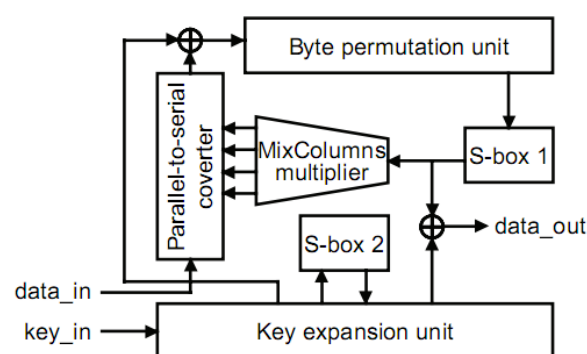 Byte permutation unit
Parallel-to-serial
coverter
MixColumns
multiplier
S-box 1
data_out
S-box 2
data_in
key_in
Key expansion unit